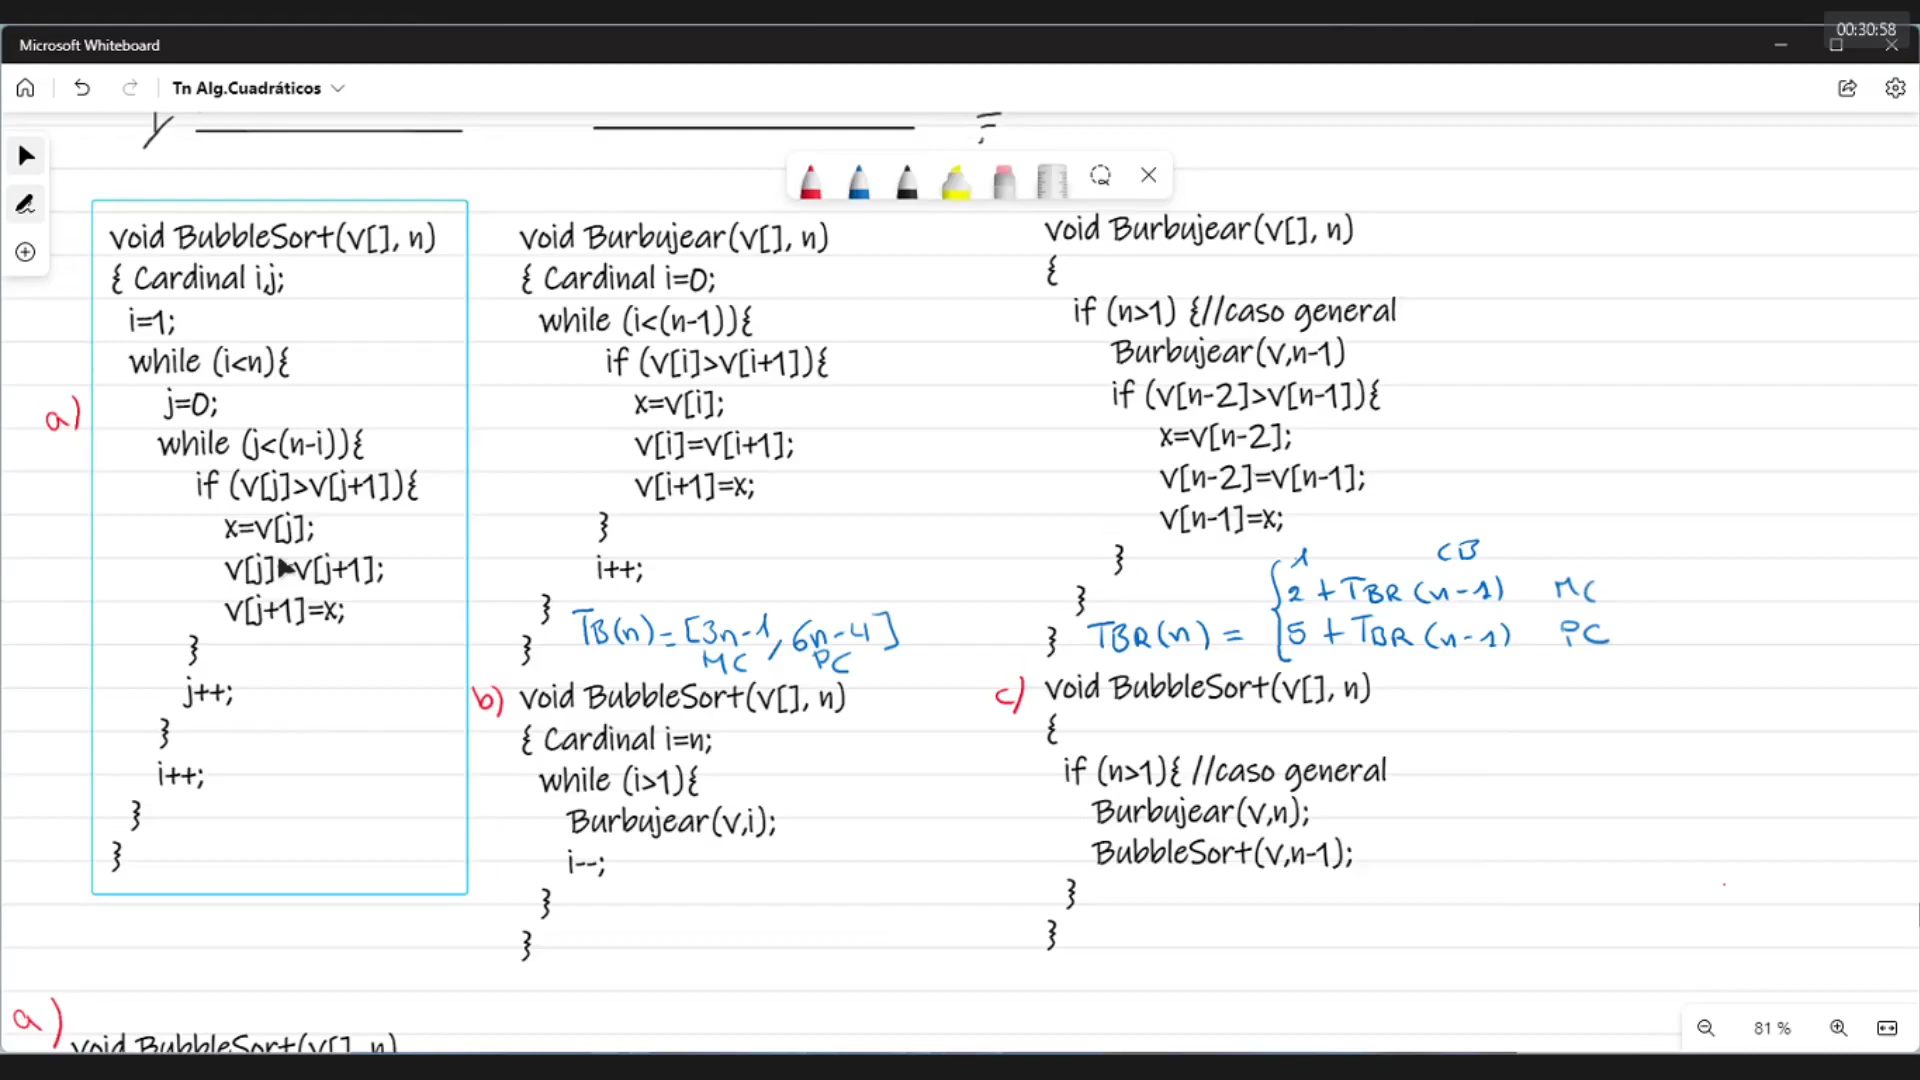 00:30:58
Microsoft Whiteboard
Tn Alg.Cuadráticos
void BubbleSort(v[], n)
{ Cardinal i,j;
i=1;
while (i<n){
j=0;
while (j<(n-i)){
if (v[j]>v[j+1]){
x=v[j];
v[j]=v[j+1];
v[j+1]=x;
}
j++;
}
i++;
}
}
a)
void Burbujear(v[], n)
{ Cardinal i=0;
while (i<(n-1)){
if (v[i]>v[i+1]){
x=v[i];
v[i]=v[i+1];
v[i+1]=x;
}
i++;
}
}
TB(n)=[3n-1, 6n-4]
MC PC
b)
void BubbleSort(v[], n)
{ Cardinal i=n;
while (i>1){
Burbujear(v,i);
i--;
}
}
void Burbujear(v[], n)
{
if (n>1) {//caso general
Burbujear(v,n-1)
if (v[n-2]>v[n-1]){
x=v[n-2];
v[n-2]=v[n-1];
v[n-1]=x;
}
}
}
1 CB
2 + TBR (n-1) MC
TBR(n) = { 5 + TBR (n-1) PC
c)
void BubbleSort(v[], n)
{
if (n>1){ //caso general
Burbujear(v,n);
BubbleSort(v,n-1);
}
}
a)
void BubbleSort(v[], n)
81 %